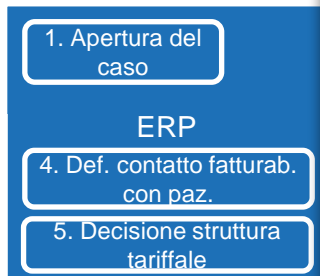 1. Apertura del
caso
ERP
4. Def. contatto fatturab.
con paz.
5. Decisione struttura
tariffale